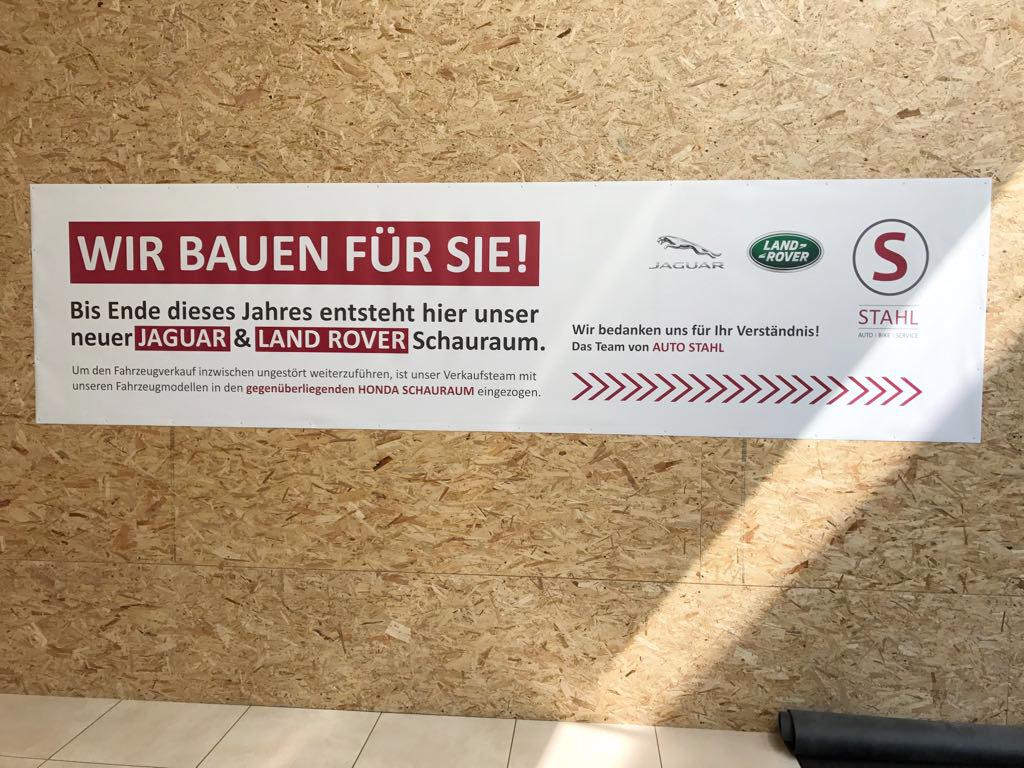 WIR BAUEN FÜR SIE!
Bis Ende dieses Jahres entsteht hier unser
neuer JAGUAR & LAND ROVER Schauraum.
Um den Fahrzeugverkauf inzwischen ungestört weiterzuführen, ist unser Verkaufsteam mit
unseren Fahrzeugmodellen in den gegenüberliegenden HONDA SCHAURAUM eingezogen.
JAGUAR
LAND
ROVER
S
STAHL
AUTO | BIKE | SERVICE
Wir bedanken uns für Ihr Verständnis!
Das Team von AUTO STAHL